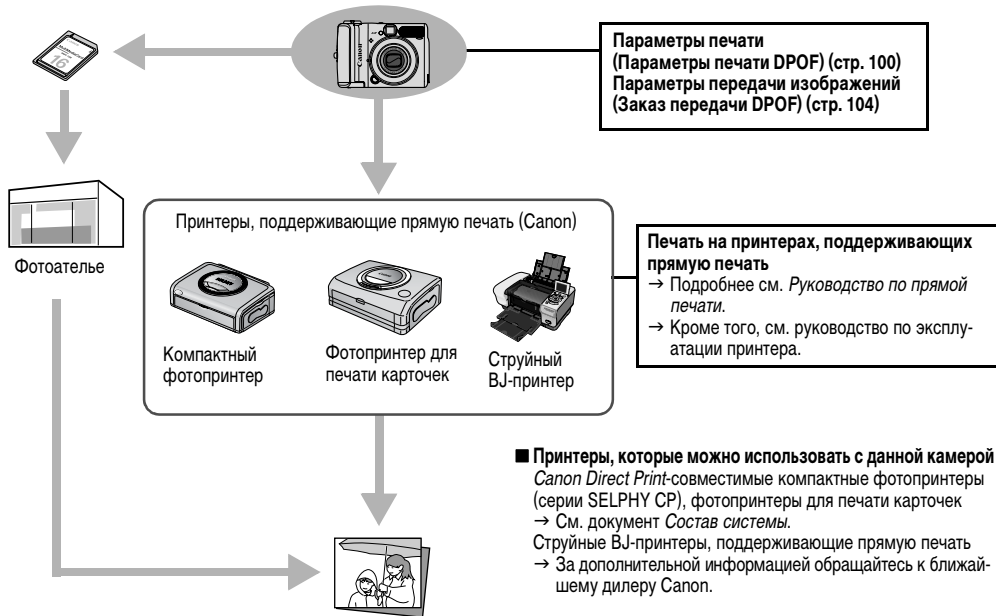 Параметры печати
(Параметры печати DPOF) (стр. 100)
Параметры передачи изображений
(Заказ передачи DPOF) (стр. 104)
16
Canon
Фотоателье
Принтеры, поддерживающие прямую печать (Canon)
Компактный
фотопринтер
Фотопринтер для
печати карточек
Струйный
BJ-принтер
Печать на принтерах, поддерживающих
прямую печать
→ Подробнее см. Руководство по прямой
печати.
→ Кроме того, см. руководство по эксплу-
атации принтера.
■ Принтеры, которые можно использовать с данной камерой
Canon Direct Print-совместимые компактные фотопринтеры
(серии SELPHY CP), фотопринтеры для печати карточек
→ См. документ Состав системы.
Струйные BJ-принтеры, поддерживающие прямую печать
→ За дополнительной информацией обращайтесь к ближай-
шему дилеру Canon.